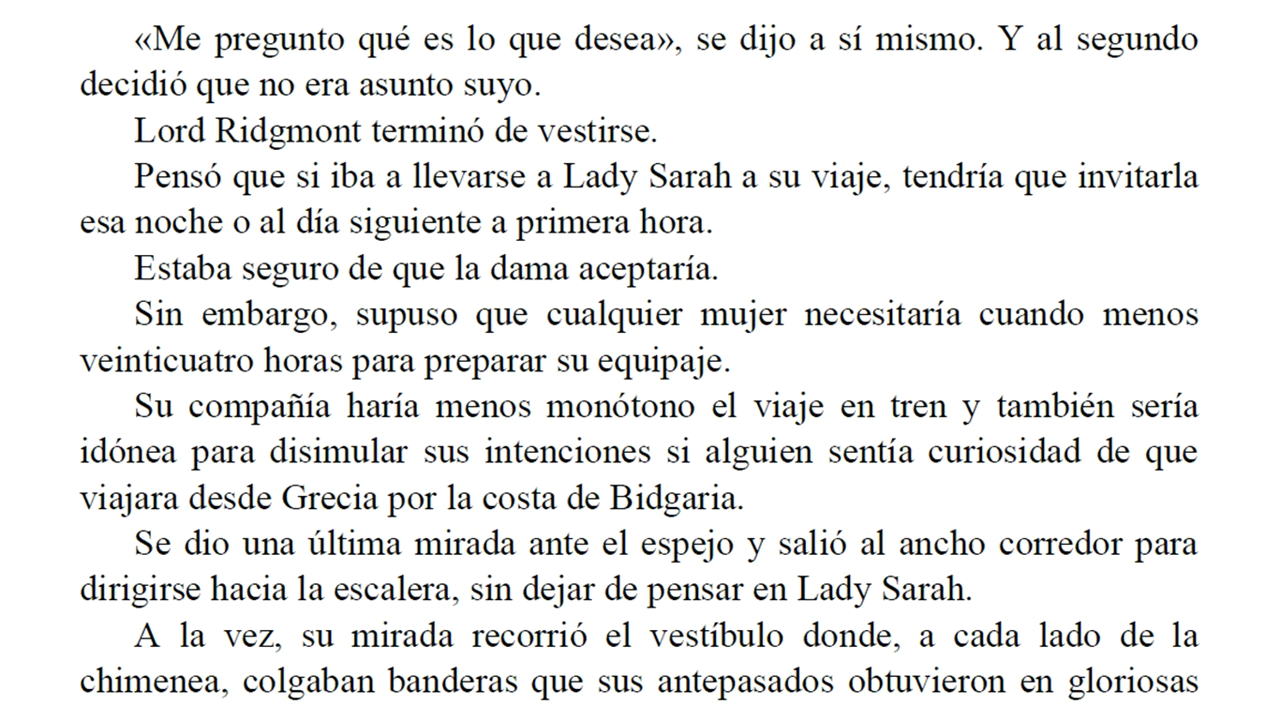 «Me pregunto qué es lo que desea», se dijo a sí mismo. Y al segundo
decidió que no era asunto suyo.
Lord Ridgmont terminó de vestirse.
Pensó que si iba a llevarse a Lady Sarah a su viaje, tendría que invitarla
esa noche o al día siguiente a primera hora.
Estaba seguro de que la dama aceptaría.
Sin embargo, supuso que cualquier mujer necesitaría cuando menos
veinticuatro horas para preparar su equipaje.
Su compañía haría menos monótono el viaje en tren y también sería
idónea para disimular sus intenciones si alguien sentía curiosidad de que
viajara desde Grecia por la costa de Bidgaria.
Se dio una última mirada ante el espejo y salió al ancho corredor para
dirigirse hacia la escalera, sin dejar de pensar en Lady Sarah.
A la vez, su mirada recorrió el vestíbulo donde, a cada lado de la
chimenea, colgaban banderas que sus antepasados obtuvieron en gloriosas